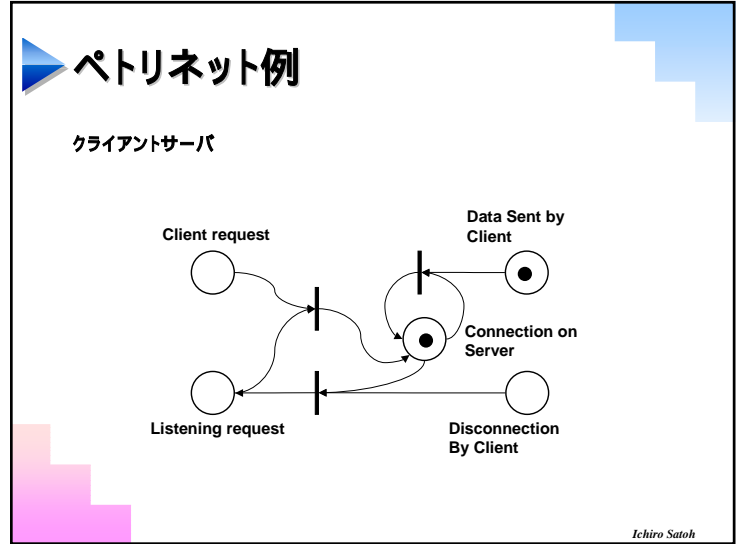 ペトリネット例
クライアントサーバ
Client request
Data Sent by
Client
Connection on
Server
Listening request
Disconnection
By Client
Ichiro Satoh